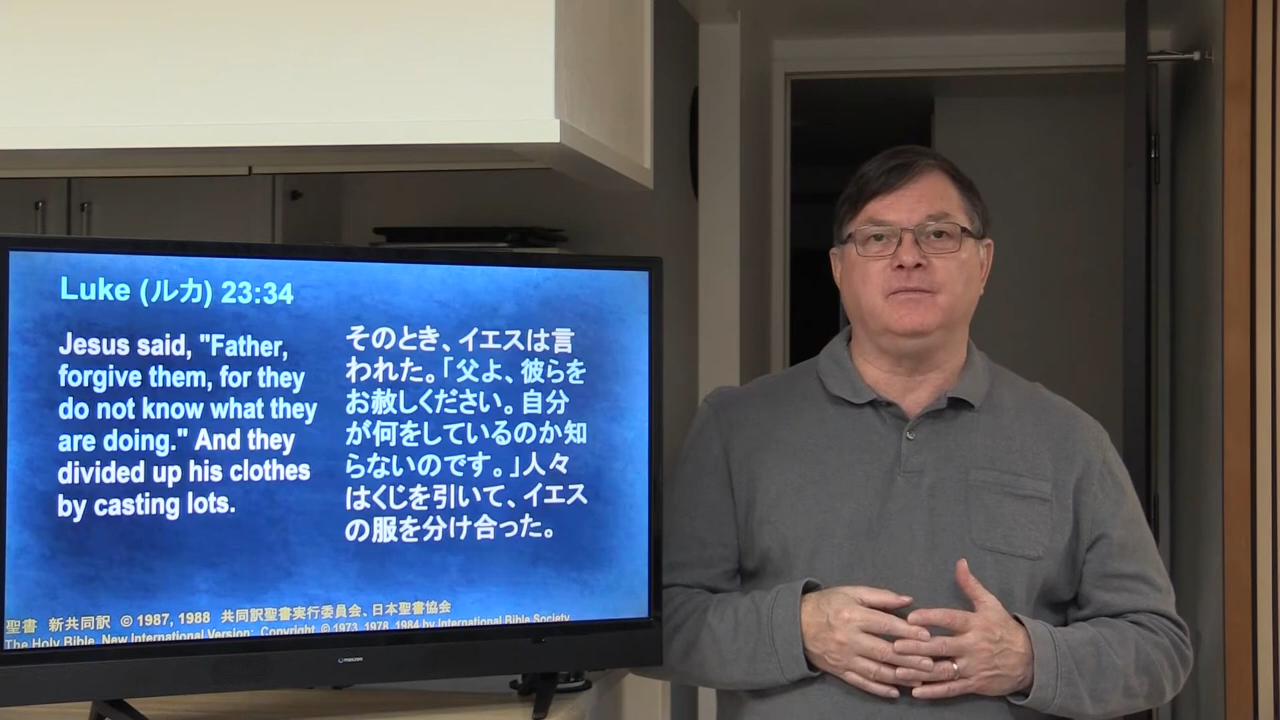 Luke (ルカ) 23:34
Jesus said, "Father,
forgive them, for they
do not know what they
are doing." And they
divided up his clothes
by casting lots.
そのとき、イエスは言
われた。「父よ、彼らを
お赦しください。自分
が何をしているのか知
らないのです。」人々
はくじを引いて、イエス
の服を分け合った。
聖書 新共同訳 © 1987, 1988 共同訳聖書実行委員会、日本聖書協会
The Holy Bible, New International Version; Copyright © 1973, 1978, 1984 by International Bible Society
maxzen